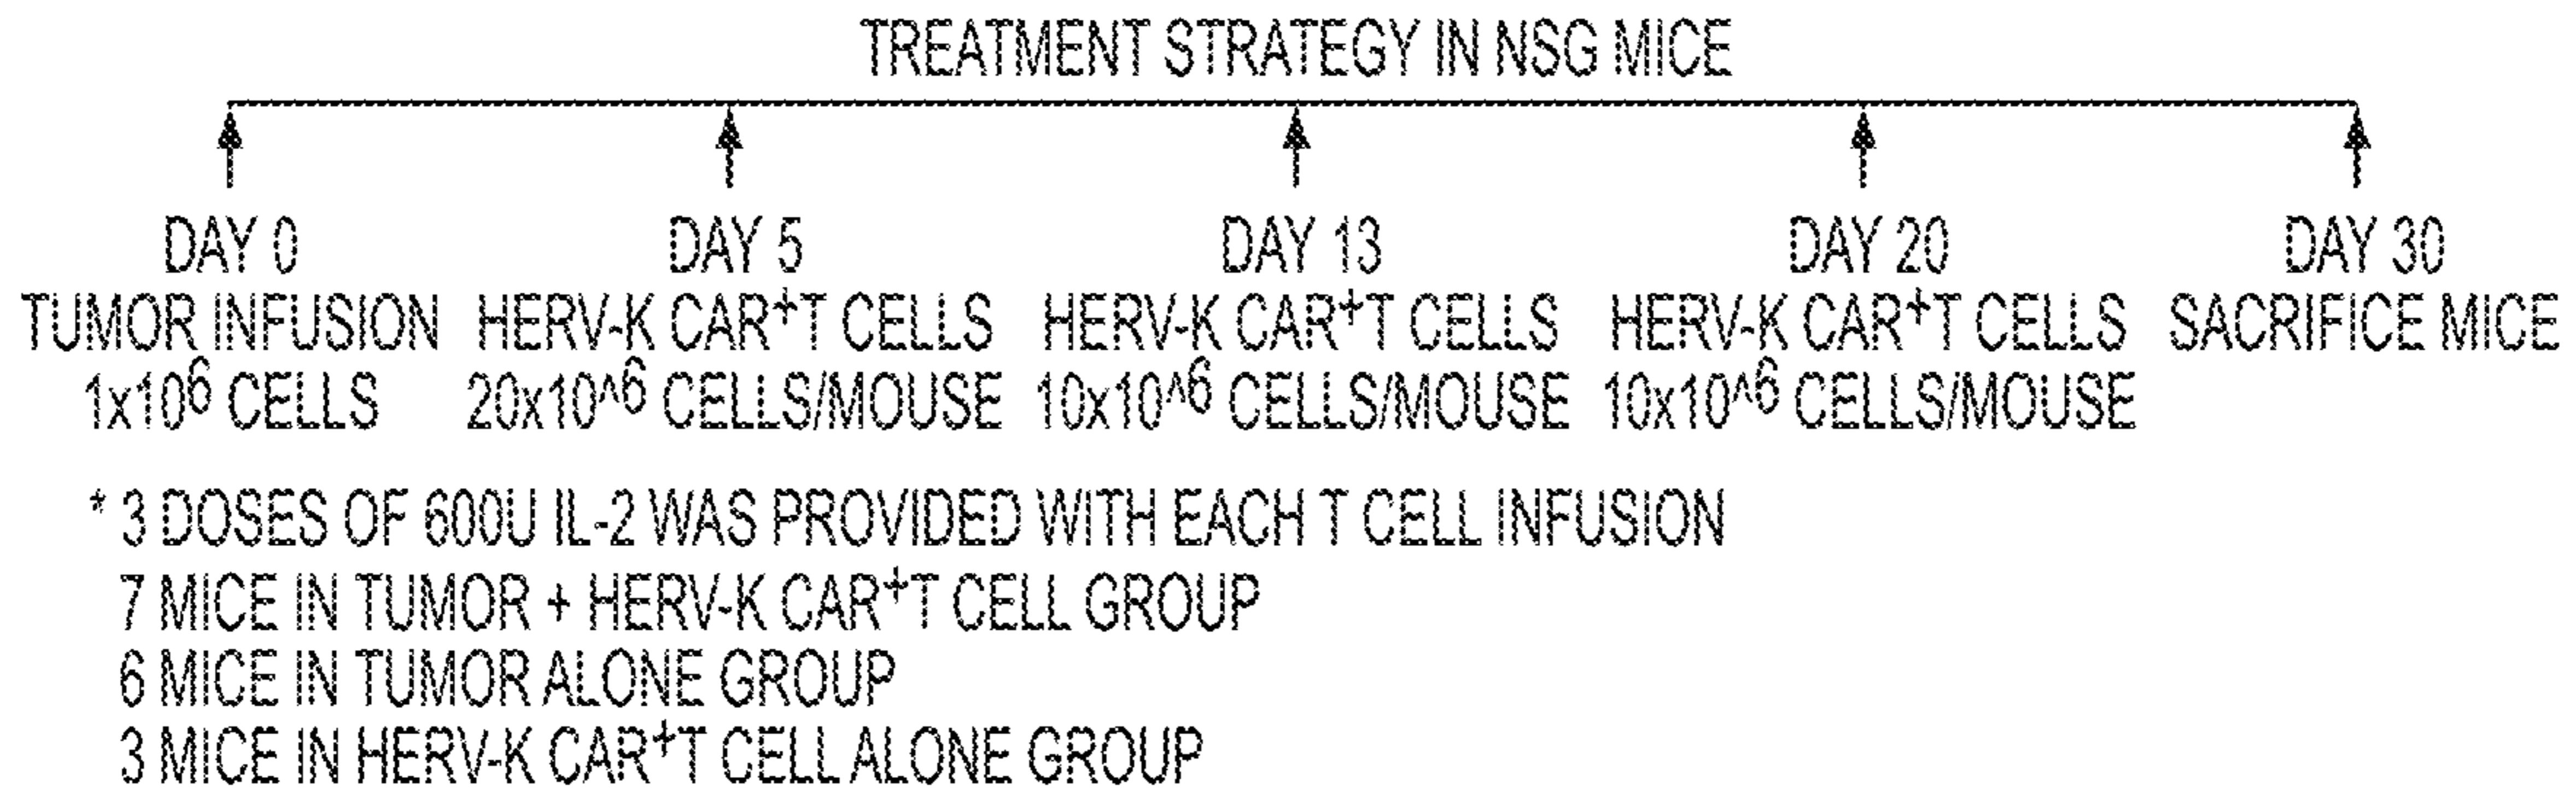 TREATMENT STRATEGY IN NSG MICE
DAY 0 DAY 5 DAY 13 DAY 20 DAY 30
TUMOR INFUSION HERV-K CAR⁺T CELLS HERV-K CAR⁺T CELLS HERV-K CAR⁺T CELLS SACRIFICE MICE
1x10⁶ CELLS 20x10^⁶ CELLS/MOUSE 10x10^⁶ CELLS/MOUSE 10x10^⁶ CELLS/MOUSE
* 3 DOSES OF 600U IL-2 WAS PROVIDED WITH EACH T CELL INFUSION
7 MICE IN TUMOR + HERV-K CAR⁺T CELL GROUP
6 MICE IN TUMOR ALONE GROUP
3 MICE IN HERV-K CAR⁺T CELL ALONE GROUP